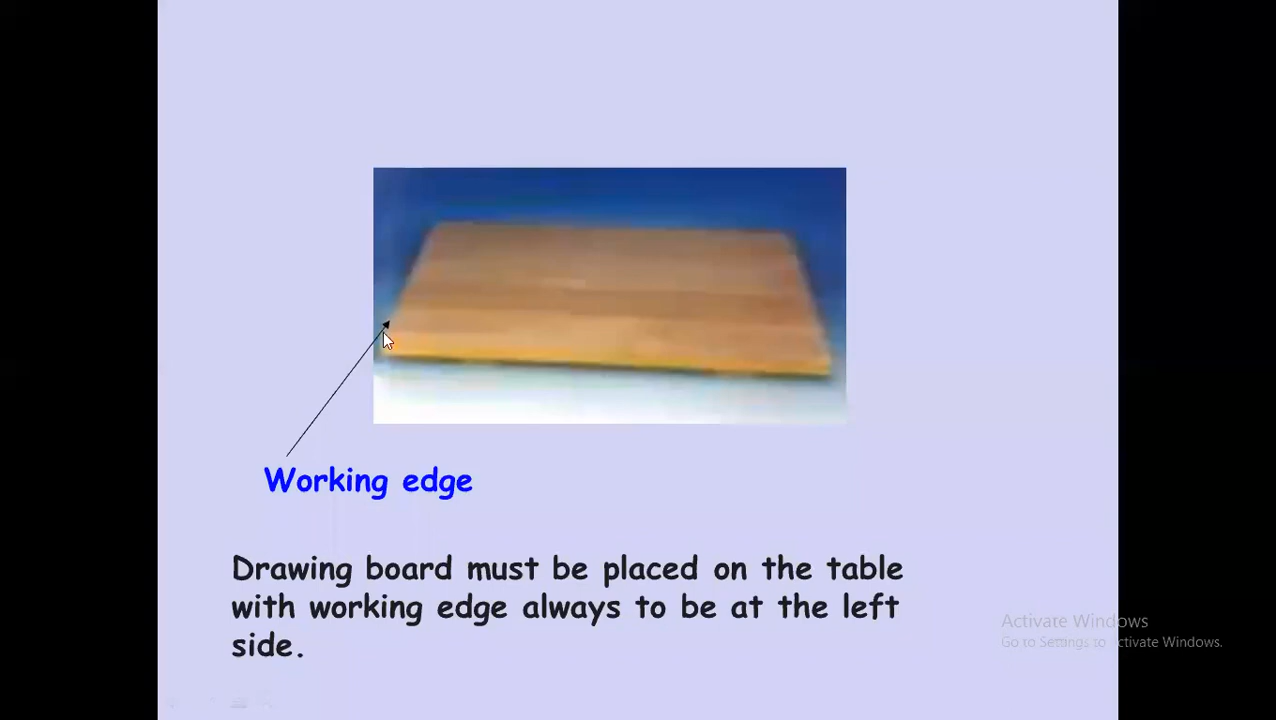 Working edge
Drawing board must be placed on the table
with working edge always to be at the left
side.
Activate Windows
Go to Settings to activate Windows.